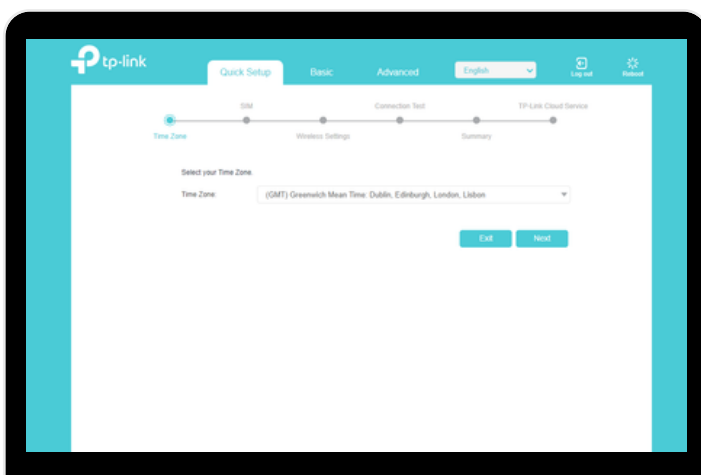 tp-link
Quick Setup Basic Advanced English Log out Reboot
SIM Connection Test TP-Link Cloud Service
Time Zone Wireless Settings Summary
Select your Time Zone.
Time Zone: (GMT) Greenwich Mean Time: Dublin, Edinburgh, London, Lisbon
Exit Next